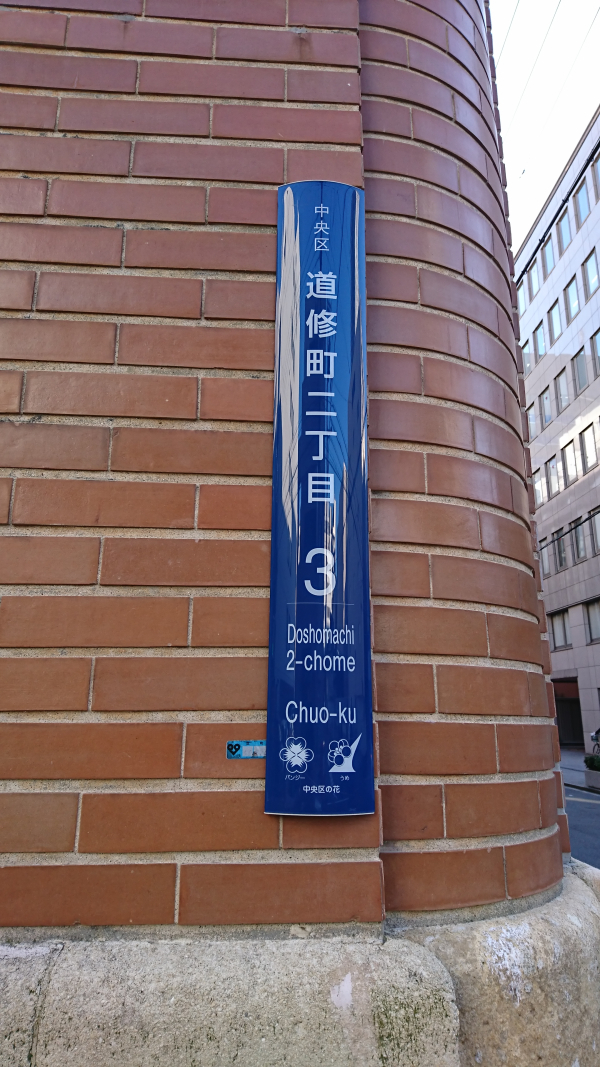 中央区
道修町二丁目
3
Doshomachi
2-chome
Chuo-ku
パンジー
うめ
中央区の花